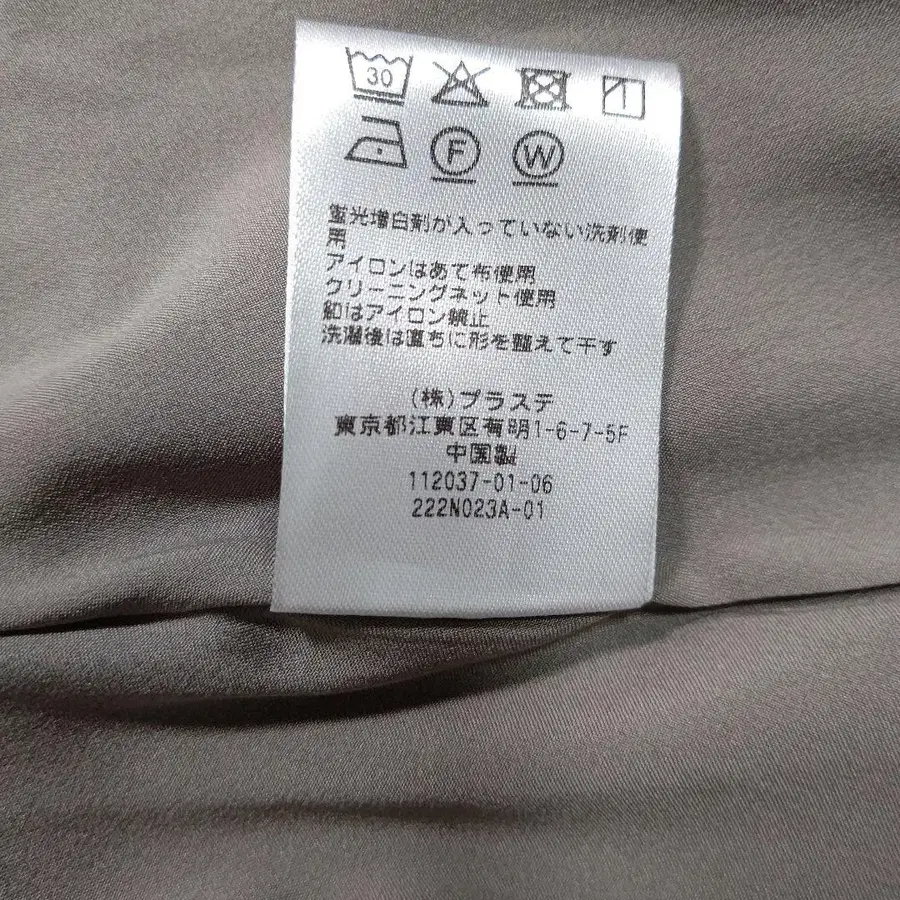 30
F W
蛍光増白剤が入っていない洗剤使
用
アイロンはあて布使用
クリーニングネット使用
釦はアイロン禁止
洗濯後は直ちに形を整えて干す
(株)プラステ
東京都江東区有明1-6-7-5F
中国製
112037-01-06
222N023A-01